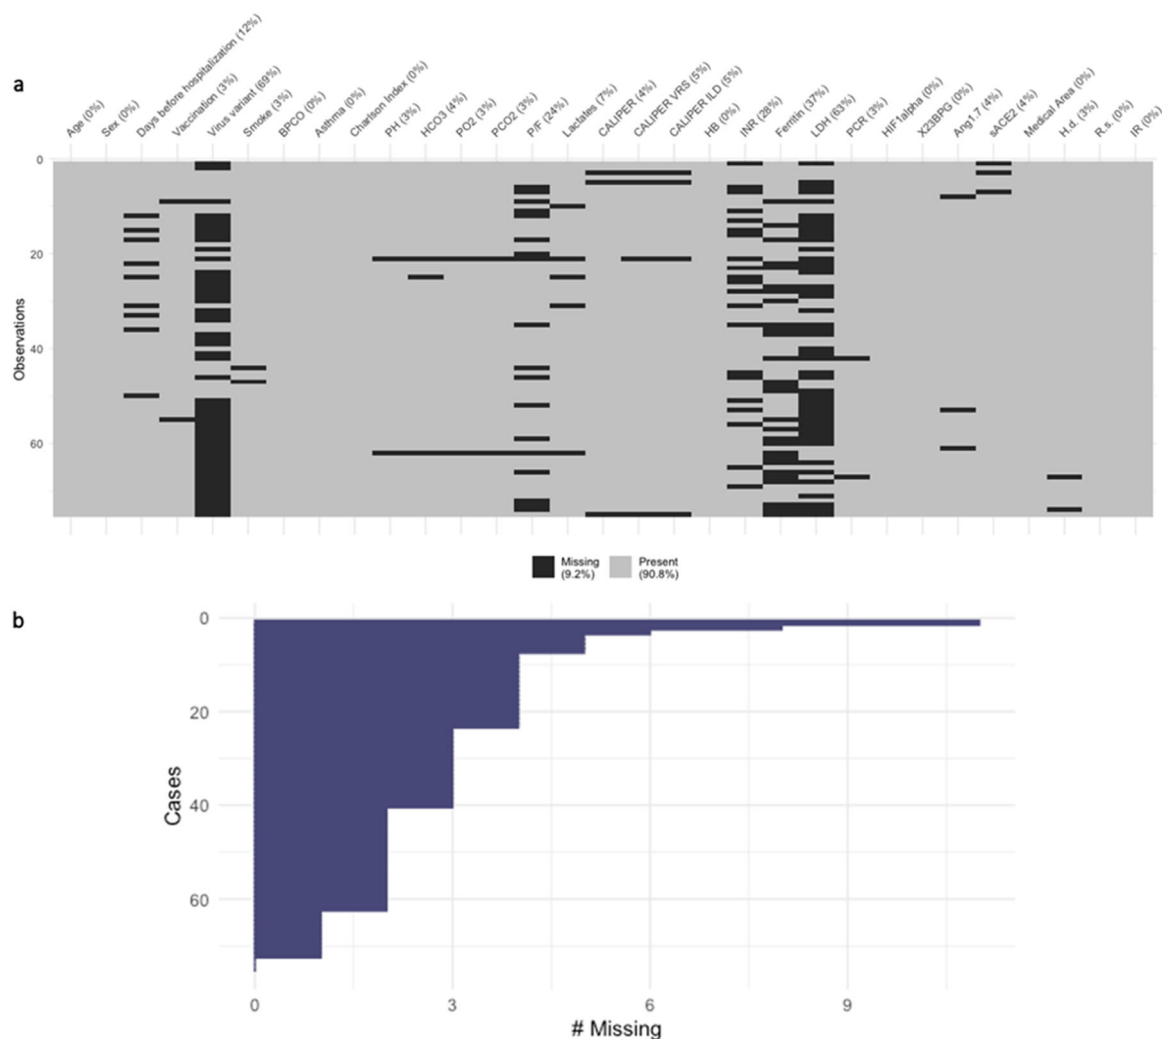 a
Age (0%)
Sex (0%)
Days before hospitalization (12%)
Vaccination (3%)
Virus variant (69%)
Smoke (3%)
BPCO (0%)
Asthma (0%)
Charlson Index (0%)
PH (3%)
HCO3 (4%)
PO2 (3%)
PCO2 (3%)
P/F (24%)
Lactates (7%)
CALIPER (4%)
CALIPER VRS (5%)
CALIPER ILD (5%)
HB (0%)
INR (28%)
Ferritin (37%)
LDH (63%)
PCR (3%)
HIF1alpha (0%)
X23BPG (0%)
Ang1.7 (4%)
sACE2 (4%)
Medical Area (0%)
H.d. (3%)
R.s. (0%)
IR (0%)
0
20
40
60
Observations
Missing
(9.2%)
Present
(90.8%)
b
0
20
40
60
Cases
0
3
6
9
# Missing